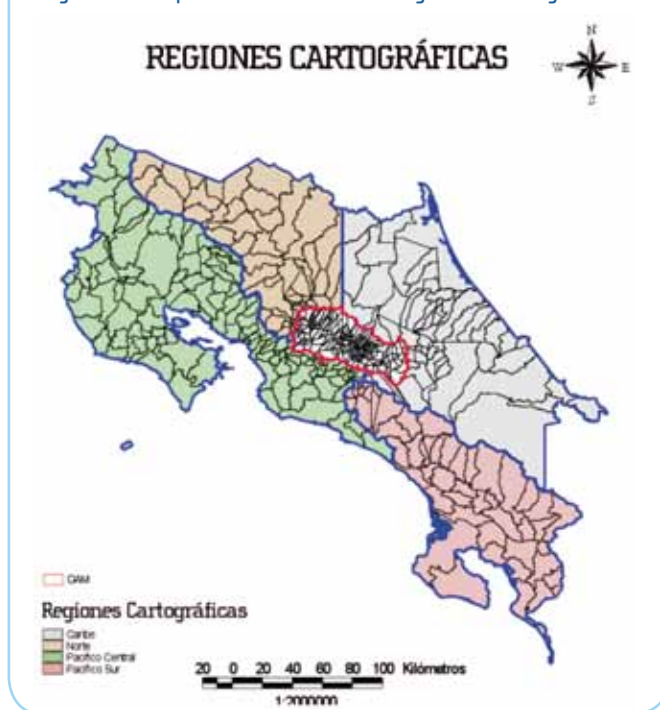 REGIONES CARTOGRÁFICAS
N
W E
S
GAM
Regiones Cartográficas
Caribe
Norte
Pacífico Central
Pacífico Sur
20 0 20 40 60 80 100 Kilómetros
1:2000000